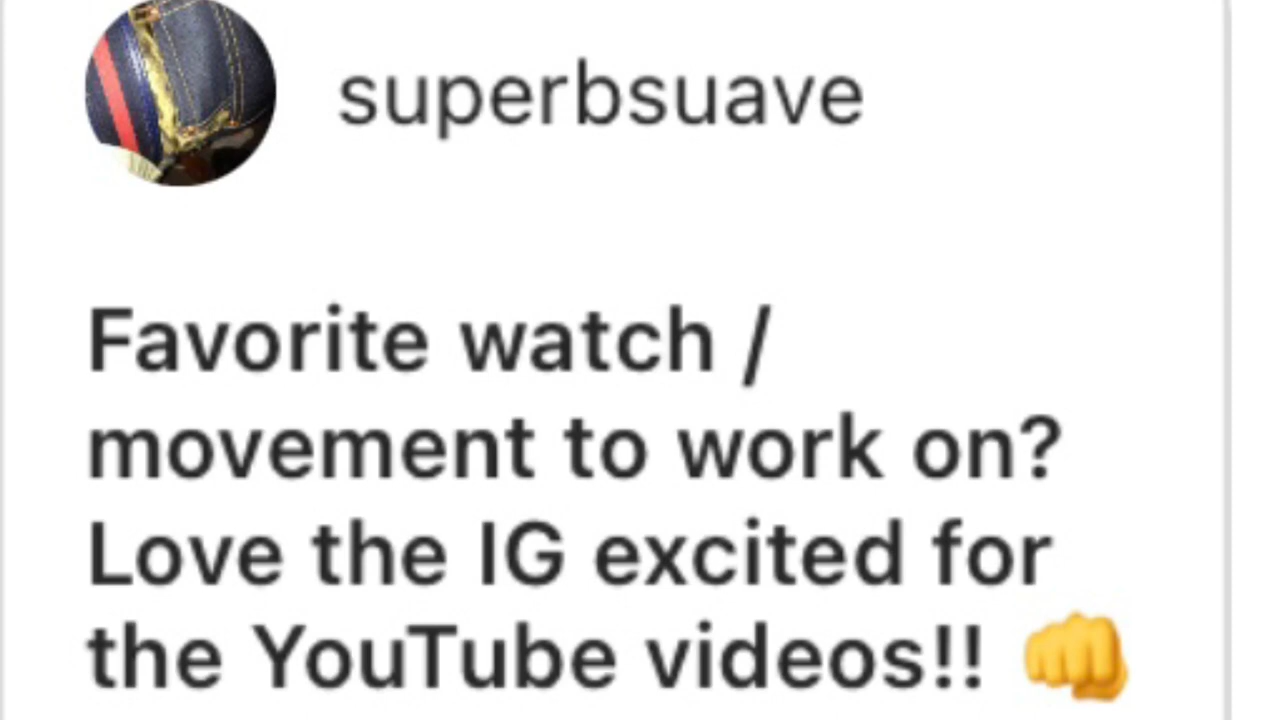 superbsuave
Favorite watch /
movement to work on?
Love the IG excited for
the YouTube videos!! 👊